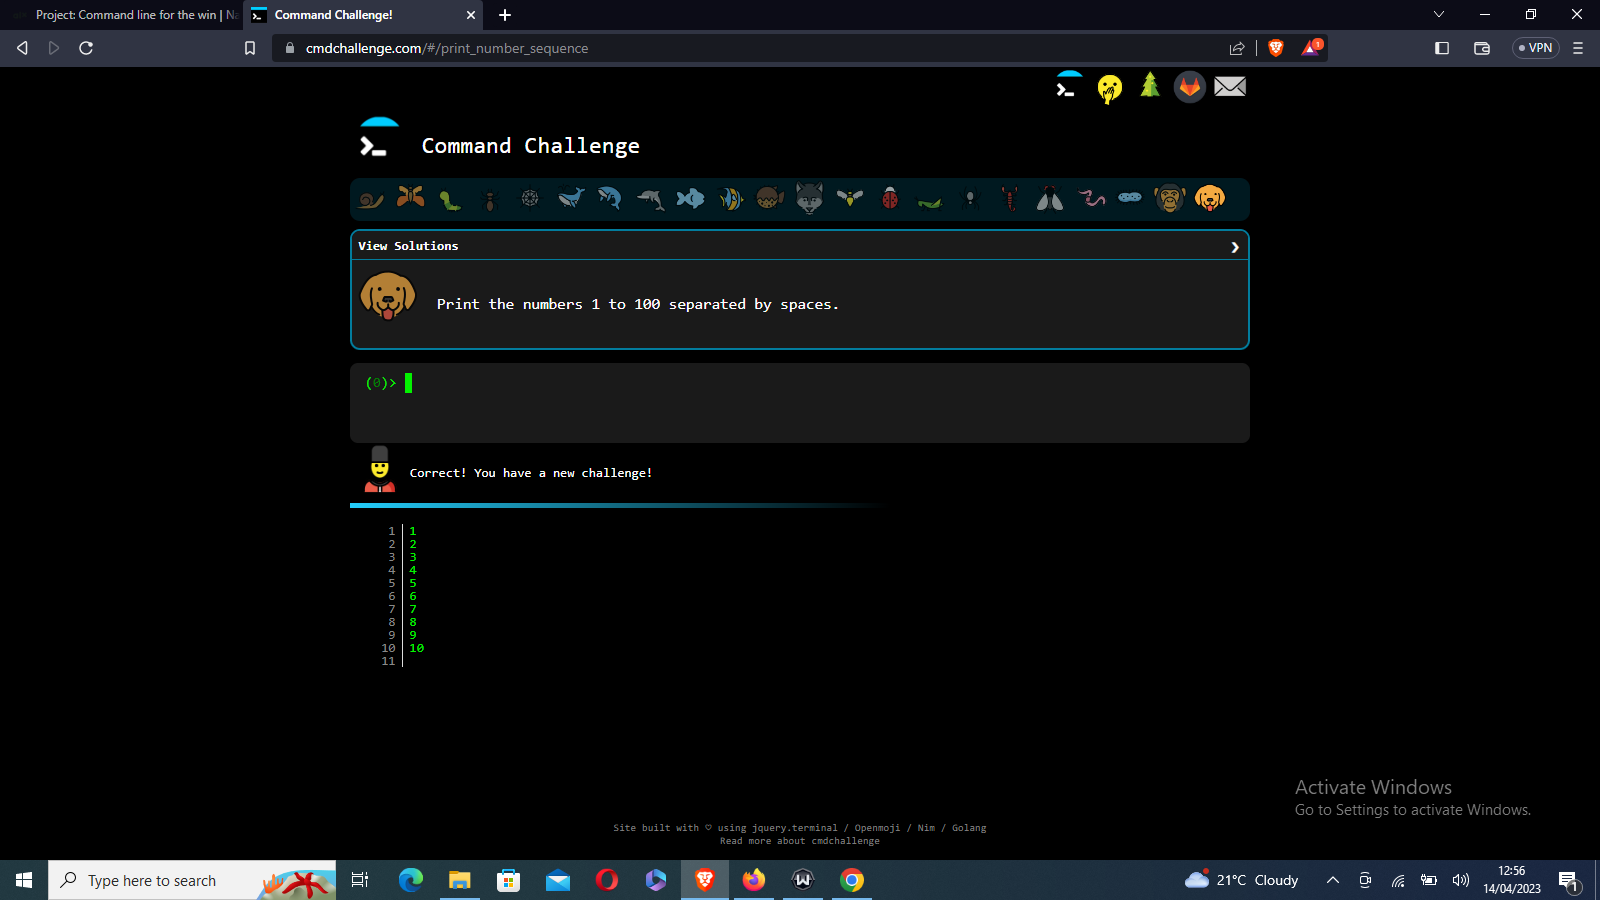 Project: Command line for the win | Na
Command Challenge!
cmdchallenge.com/#/print_number_sequence
1
VPN
Command Challenge
View Solutions
Print the numbers 1 to 100 separated by spaces.
(0)>
Correct! You have a new challenge!
1 1
2 2
3 3
4 4
5 5
6 6
7 7
8 8
9 9
10 10
11
Activate Windows
Go to Settings to activate Windows.
Site built with ♡ using jquery.terminal / Openmoji / Nim / Golang
Read more about cmdchallenge
Type here to search
21°C Cloudy
12:56
14/04/2023
1